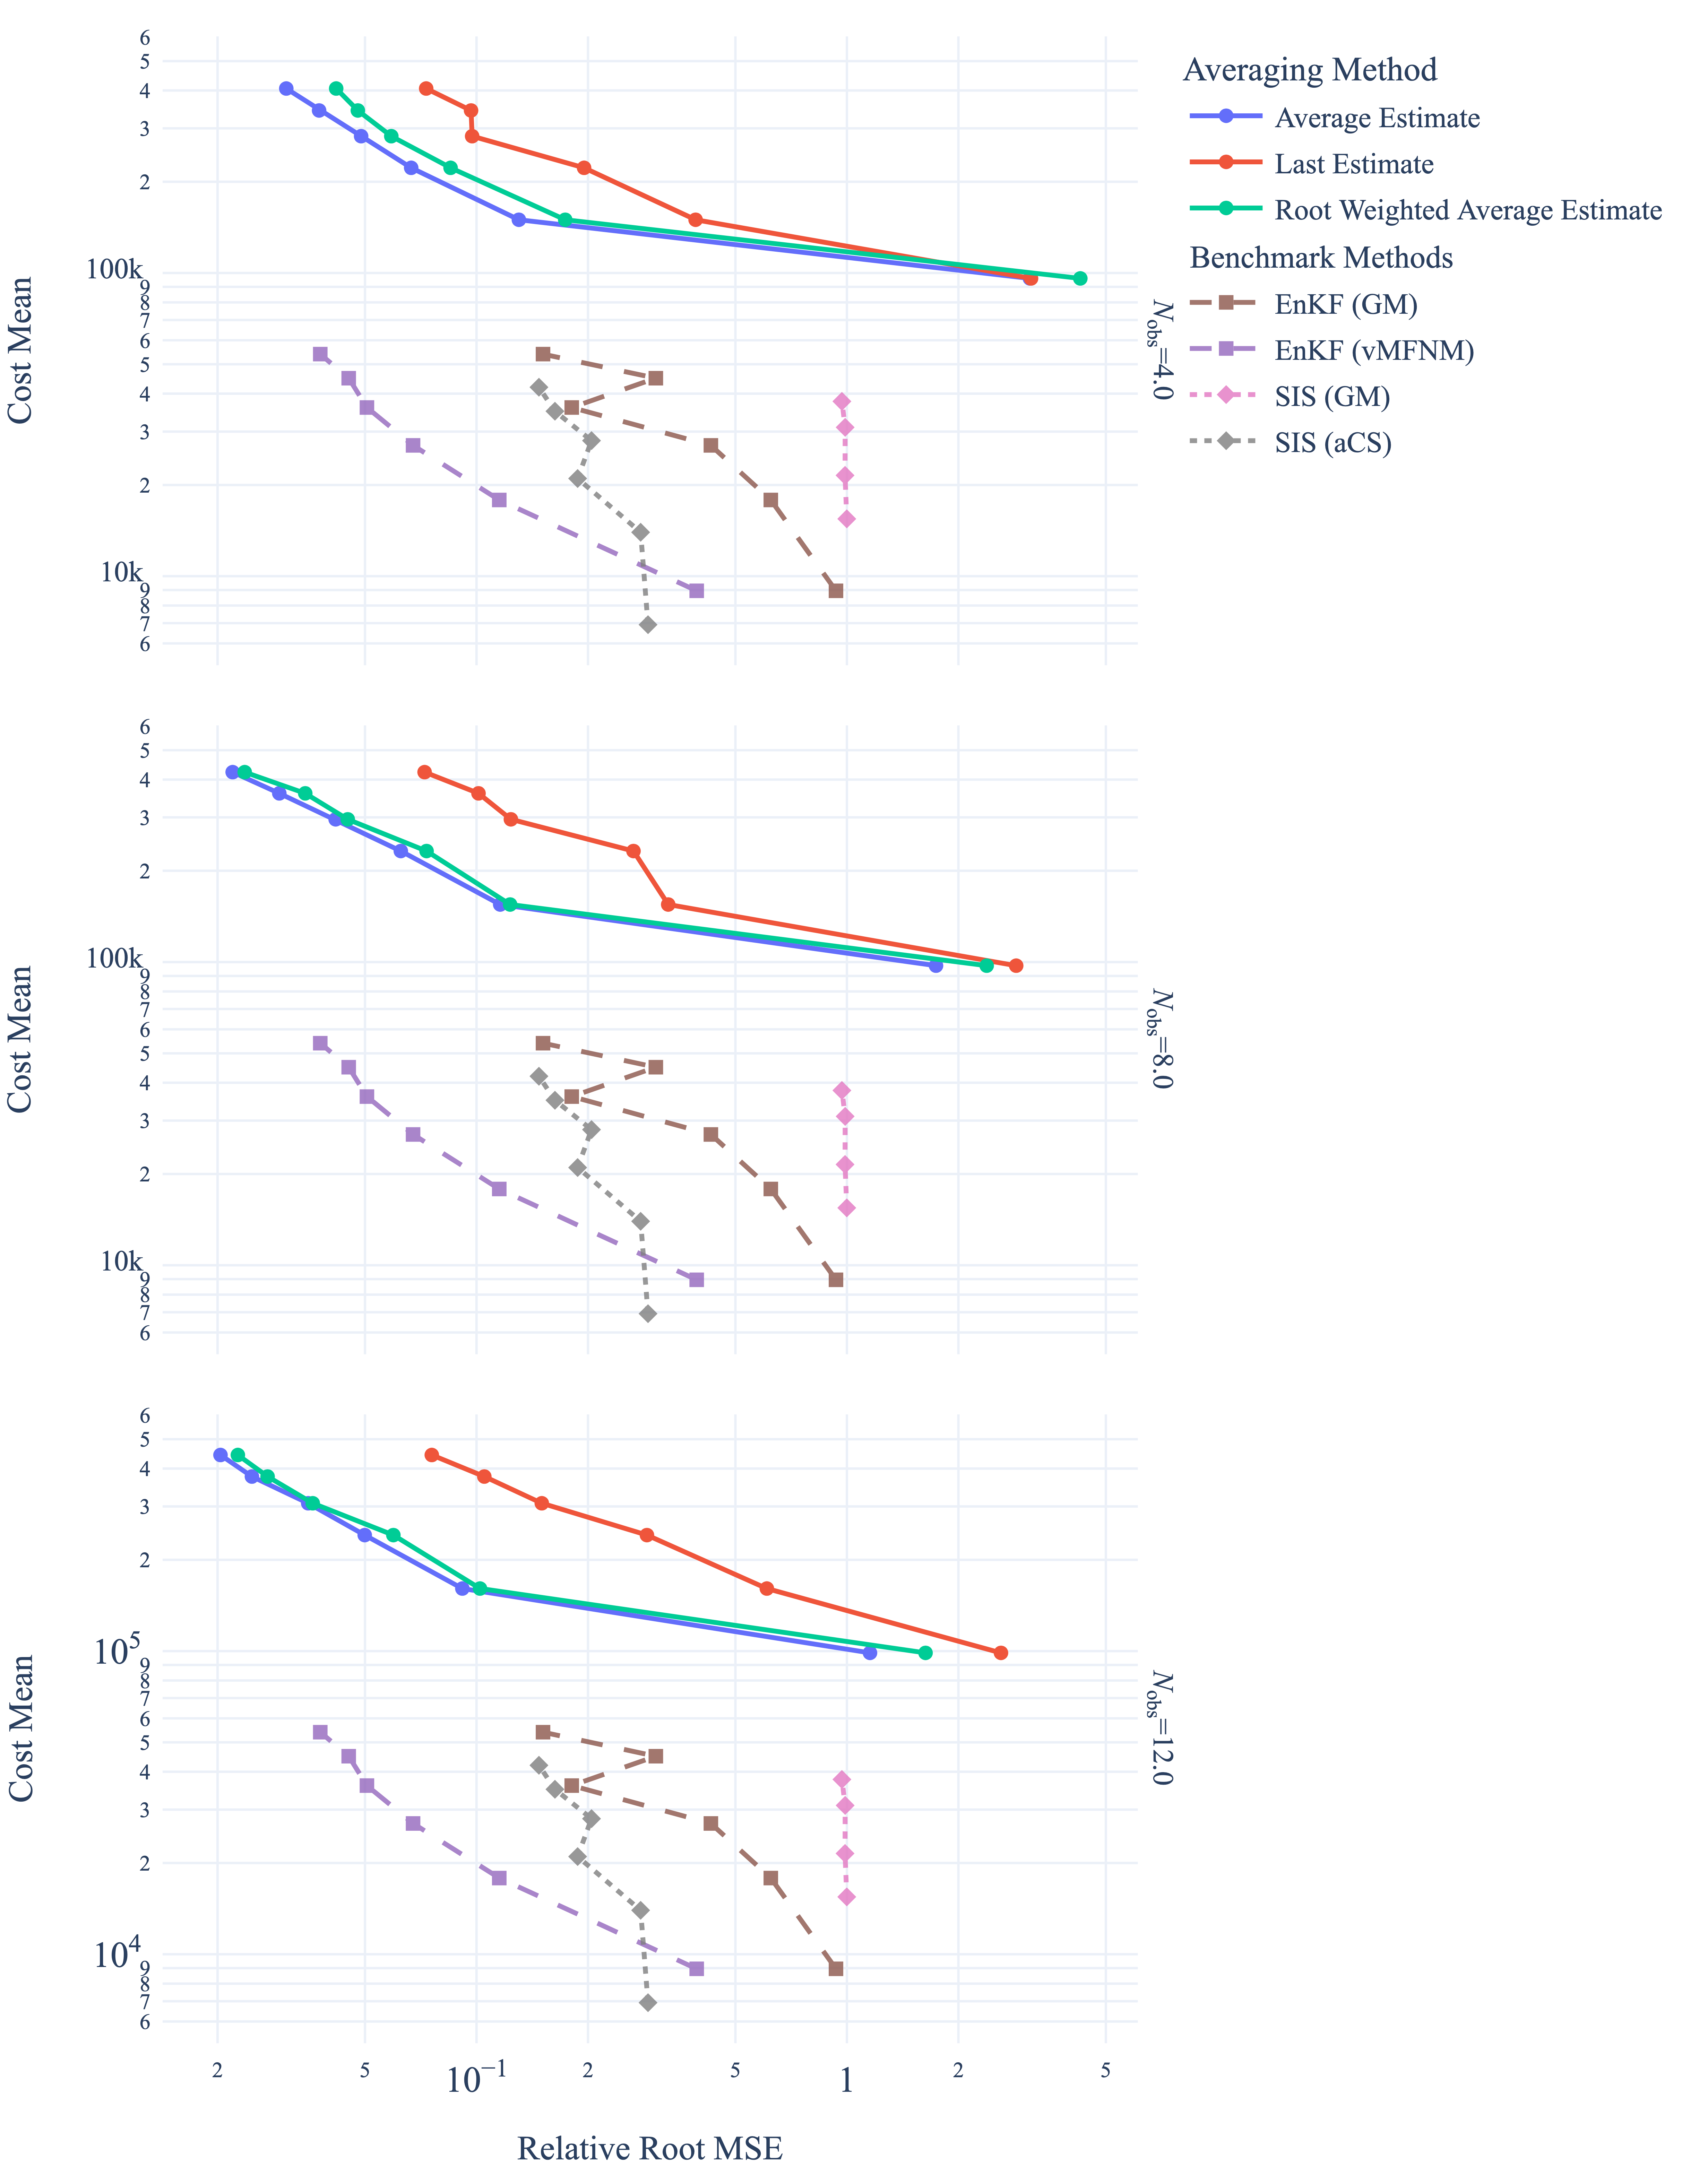 Averaging Method
Average Estimate
Last Estimate
Root Weighted Average Estimate
Benchmark Methods
EnKF (GM)
EnKF (vMFNM)
SIS (GM)
SIS (aCS)
6
5
4
3
2
100k
9
8
7
6
5
4
3
2
10k
9
8
7
6
Cost Mean
N_obs=4.0
6
5
4
3
2
100k
9
8
7
6
5
4
3
2
10k
9
8
7
6
Cost Mean
N_obs=8.0
6
5
4
3
2
10^5
9
8
7
6
5
4
3
2
10^4
9
8
7
6
Cost Mean
N_obs=12.0
2 5 10^−1 2 5 1 2 5
Relative Root MSE